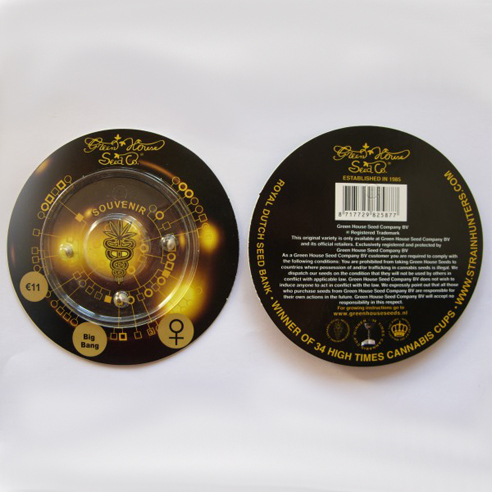 Green House
Seed Co.
SOUVENIR
€11
Big
Bang
Green House
Seed Co.
ESTABLISHED IN 1985
8 717729 825877
Green House Seed Company BV
® Registered Trademark
This original variety is only available at Green House Seed Company BV
and its official retailers. Exclusively registered and protected by
Green House Seed Company BV
As a Green House Seed Company BV customer you are required to comply with
the following conditions: You are prohibited from taking Green House Seeds to
countries where possession of and/or trafficking in cannabis seeds is illegal. We
dispatch our seeds on the condition that they will not be used by others in
conflict with applicable law. Green House Seed Company BV does not wish to
induce anyone to act in conflict with the law. We expressly point out that all those
who purchase seeds from Green House Seed Company BV are responsible for
their own actions in the future. Green House Seed Company BV will accept no
responsability in this respect.
For growing instructions go to
www.greenhouseseeds.nl
ROYAL DUTCH SEED BANK • WINNER OF 34 HIGH TIMES CANNABIS CUPS • WWW.STRAINHUNTERS.COM